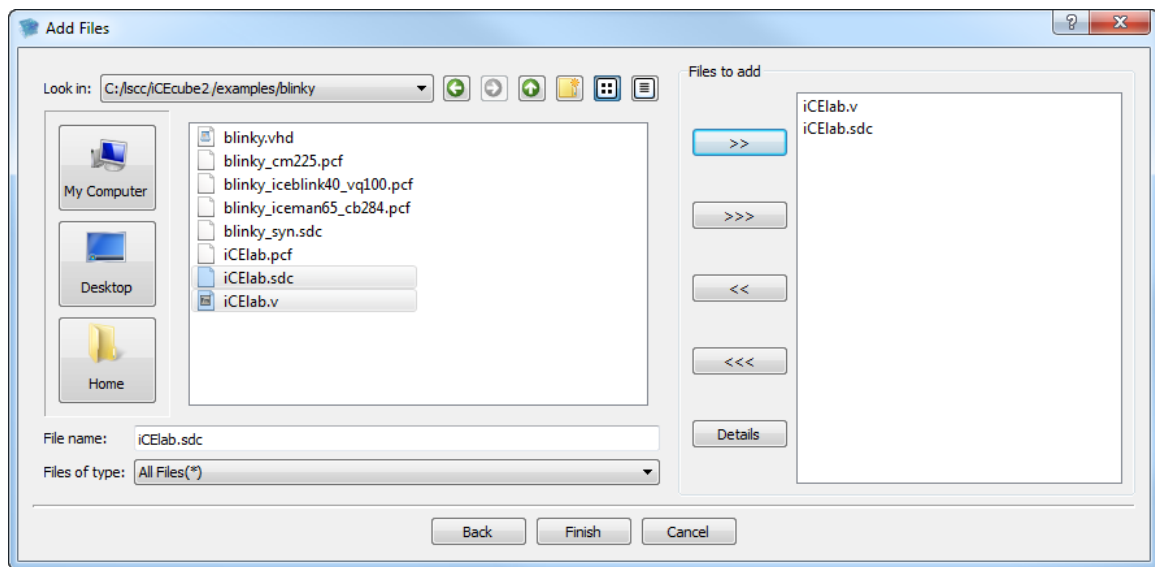 Add Files
Look in: C:/lscc/iCEcube2 /examples/blinky
My Computer
Desktop
Home
blinky.vhd
blinky_cm225.pcf
blinky_iceblink40_vq100.pcf
blinky_iceman65_cb284.pcf
blinky_syn.sdc
iCElab.pcf
iCElab.sdc
iCElab.v
File name: iCElab.sdc
Files of type: All Files(*)
>>
>>>
<<
<<<
Details
Files to add
iCElab.v
iCElab.sdc
Back Finish Cancel